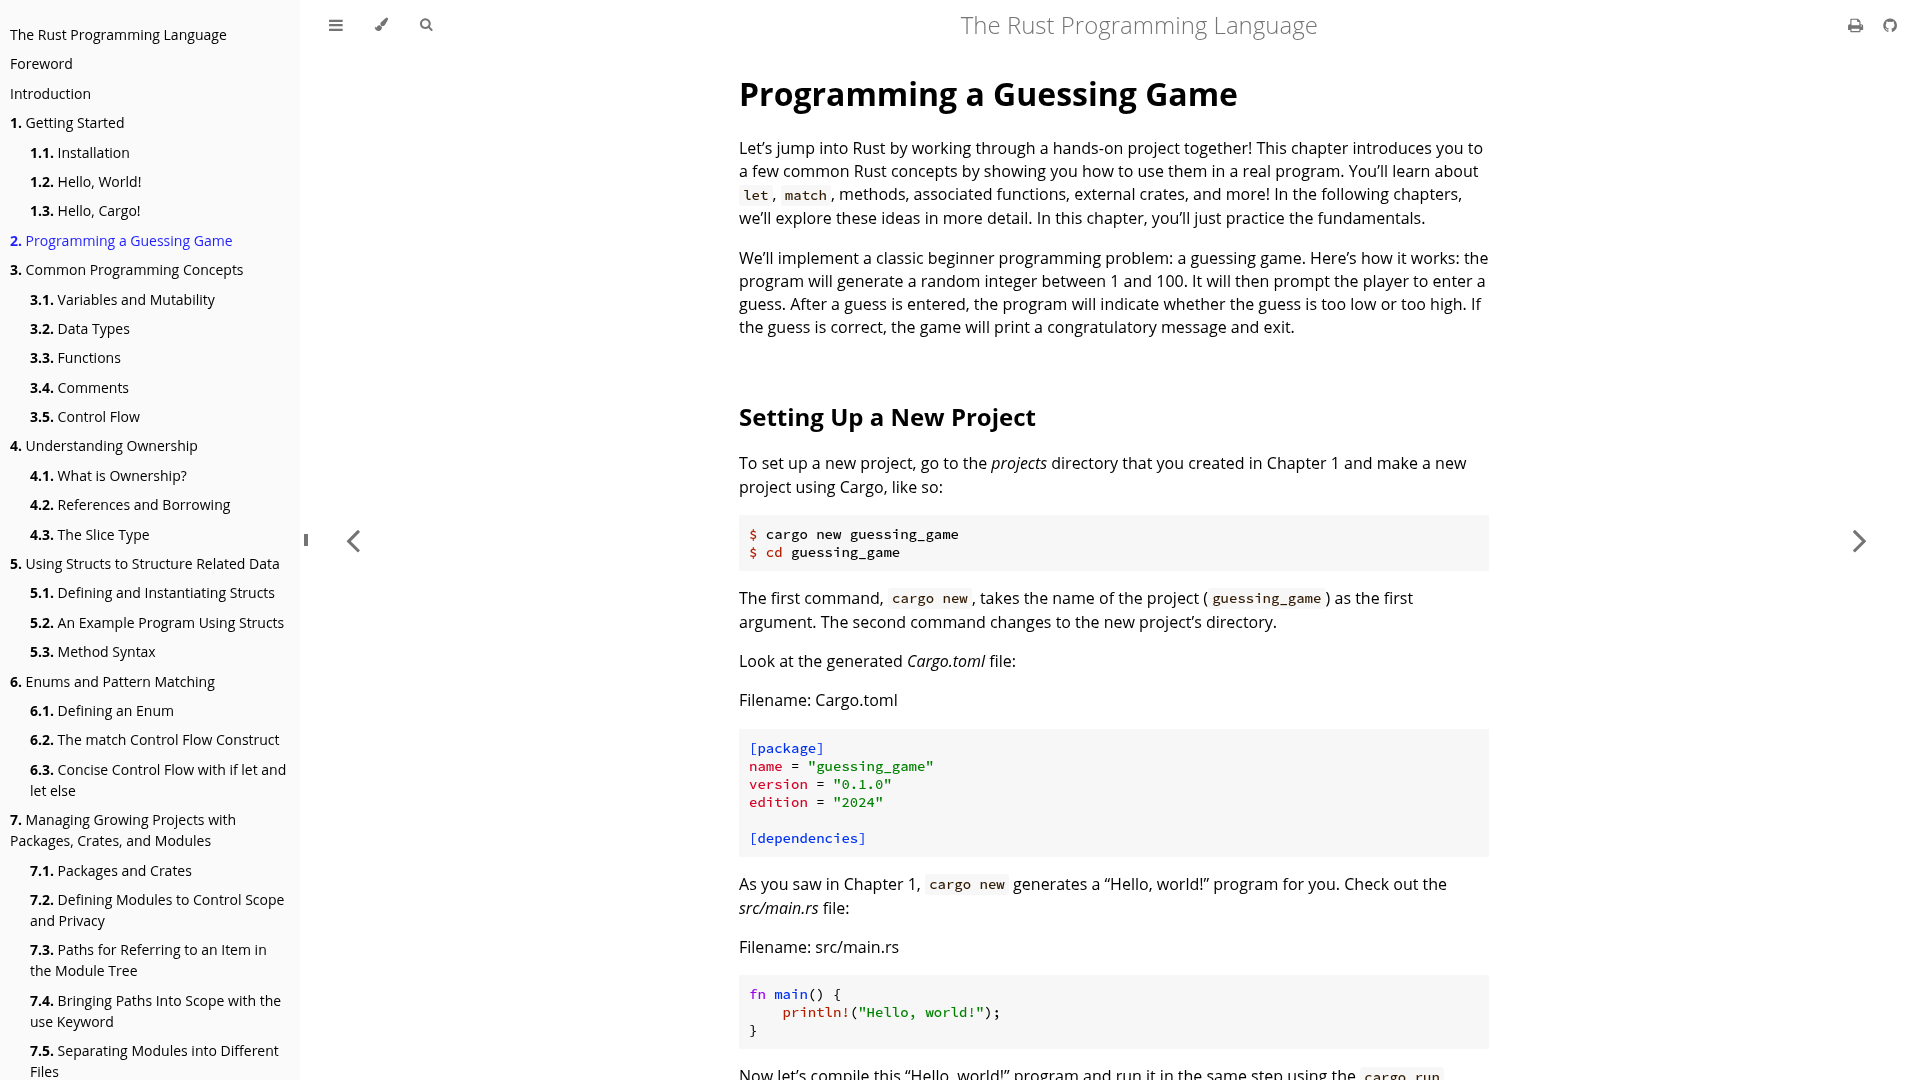 The Rust Programming Language
Foreword
Introduction
1. Getting Started
1.1. Installation
1.2. Hello, World!
1.3. Hello, Cargo!
2. Programming a Guessing Game
3. Common Programming Concepts
3.1. Variables and Mutability
3.2. Data Types
3.3. Functions
3.4. Comments
3.5. Control Flow
4. Understanding Ownership
4.1. What is Ownership?
4.2. References and Borrowing
4.3. The Slice Type
5. Using Structs to Structure Related Data
5.1. Defining and Instantiating Structs
5.2. An Example Program Using Structs
5.3. Method Syntax
6. Enums and Pattern Matching
6.1. Defining an Enum
6.2. The match Control Flow Construct
6.3. Concise Control Flow with if let and
let else
7. Managing Growing Projects with
Packages, Crates, and Modules
7.1. Packages and Crates
7.2. Defining Modules to Control Scope
and Privacy
7.3. Paths for Referring to an Item in
the Module Tree
7.4. Bringing Paths Into Scope with the
use Keyword
7.5. Separating Modules into Different
Files
The Rust Programming Language
Programming a Guessing Game
Let’s jump into Rust by working through a hands-on project together! This chapter introduces you to
a few common Rust concepts by showing you how to use them in a real program. You’ll learn about
let, match, methods, associated functions, external crates, and more! In the following chapters,
we’ll explore these ideas in more detail. In this chapter, you’ll just practice the fundamentals.
We’ll implement a classic beginner programming problem: a guessing game. Here’s how it works: the
program will generate a random integer between 1 and 100. It will then prompt the player to enter a
guess. After a guess is entered, the program will indicate whether the guess is too low or too high. If
the guess is correct, the game will print a congratulatory message and exit.
Setting Up a New Project
To set up a new project, go to the projects directory that you created in Chapter 1 and make a new
project using Cargo, like so:
$ cargo new guessing_game
$ cd guessing_game
The first command, cargo new, takes the name of the project (guessing_game) as the first
argument. The second command changes to the new project’s directory.
Look at the generated Cargo.toml file:
Filename: Cargo.toml
[package]
name = "guessing_game"
version = "0.1.0"
edition = "2024"
[dependencies]
As you saw in Chapter 1, cargo new generates a “Hello, world!” program for you. Check out the
src/main.rs file:
Filename: src/main.rs
fn main() {
    println!("Hello, world!");
}
Now let’s compile this “Hello, world!” program and run it in the same step using the cargo run